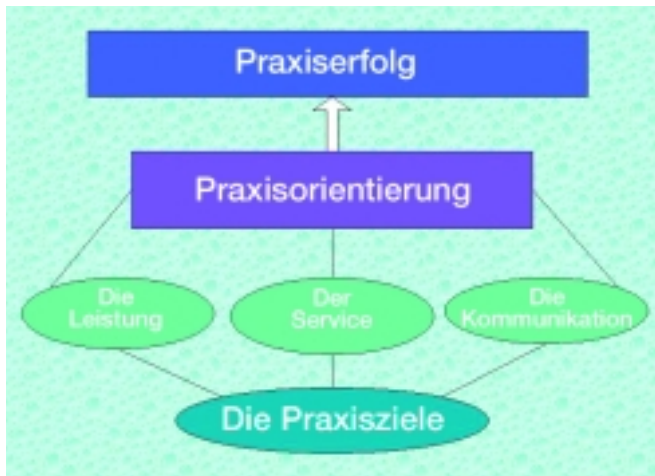 Praxiserfolg
Praxisorientierung
Die
Leistung
Der
Service
Die
Kommunikation
Die Praxisziele